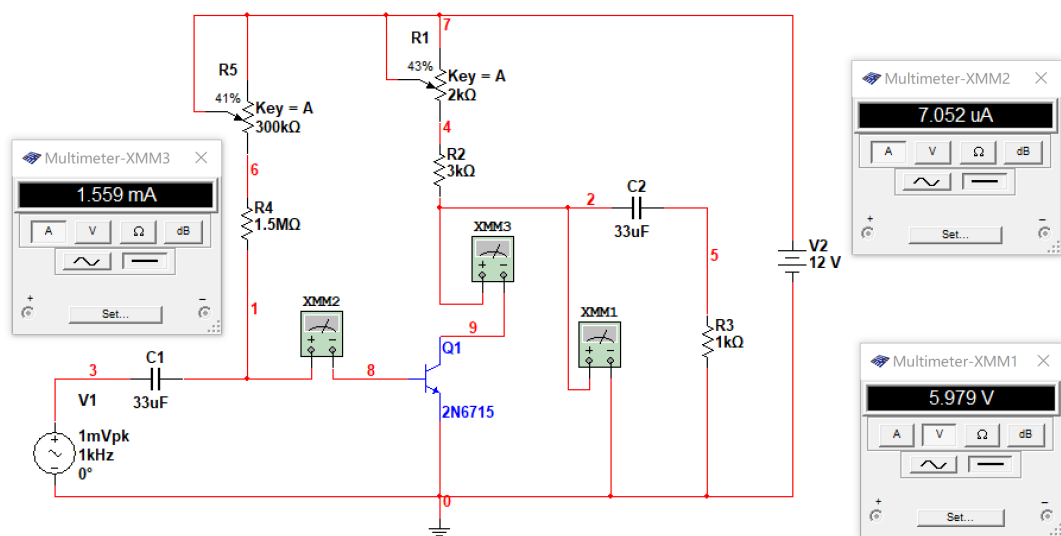 7
R1
43%
Key = A
2kΩ
4
R2
3kΩ
R5
41%
Key = A
300kΩ
6
R4
1.5MΩ
1
2
C2
33uF
5
R3
1kΩ
V2
12 V
XMM3
+ −
9
XMM2
+ −
8
XMM1
+ −
Q1
2N6715
C1
33uF
3
V1
1mVpk
1kHz
0°
0
Multimeter-XMM3
1.559 mA
A V Ω dB
+ −
Set...
Multimeter-XMM2
7.052 uA
A V Ω dB
+ −
Set...
Multimeter-XMM1
5.979 V
A V Ω dB
+ −
Set...